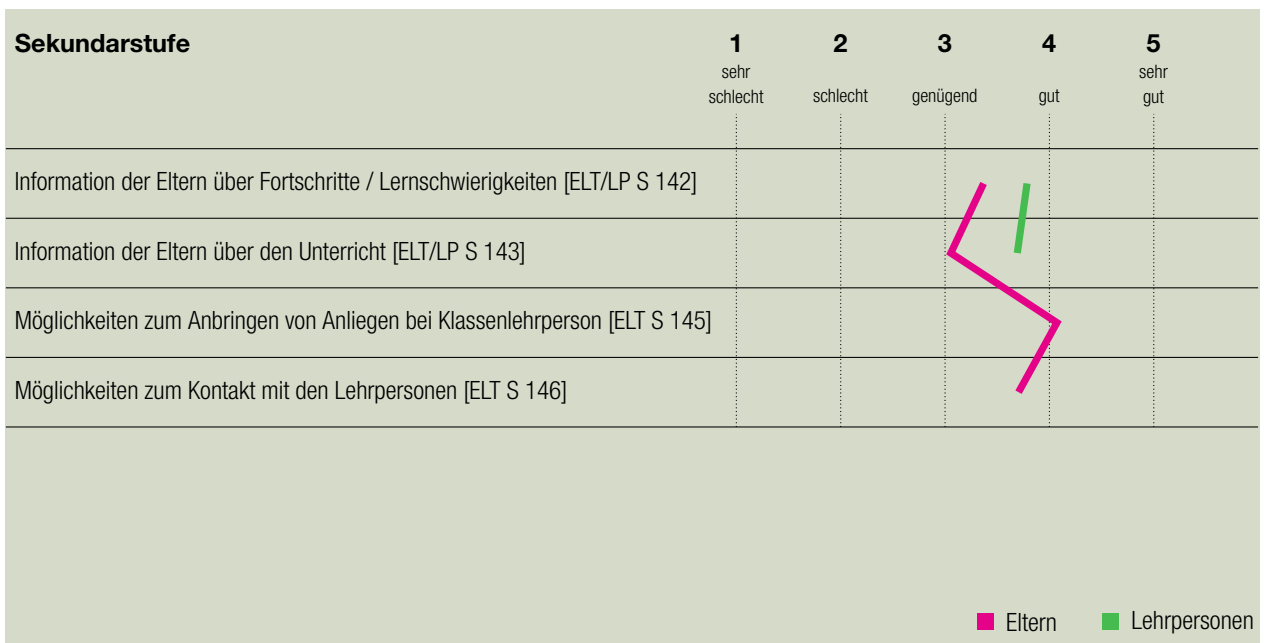 Sekundarstufe 1 2 3 4 5
sehr schlecht schlecht genügend gut sehr gut
Information der Eltern über Fortschritte / Lernschwierigkeiten [ELT/LP S 142]
Information der Eltern über den Unterricht [ELT/LP S 143]
Möglichkeiten zum Anbringen von Anliegen bei Klassenlehrperson [ELT S 145]
Möglichkeiten zum Kontakt mit den Lehrpersonen [ELT S 146]
Eltern Lehrpersonen